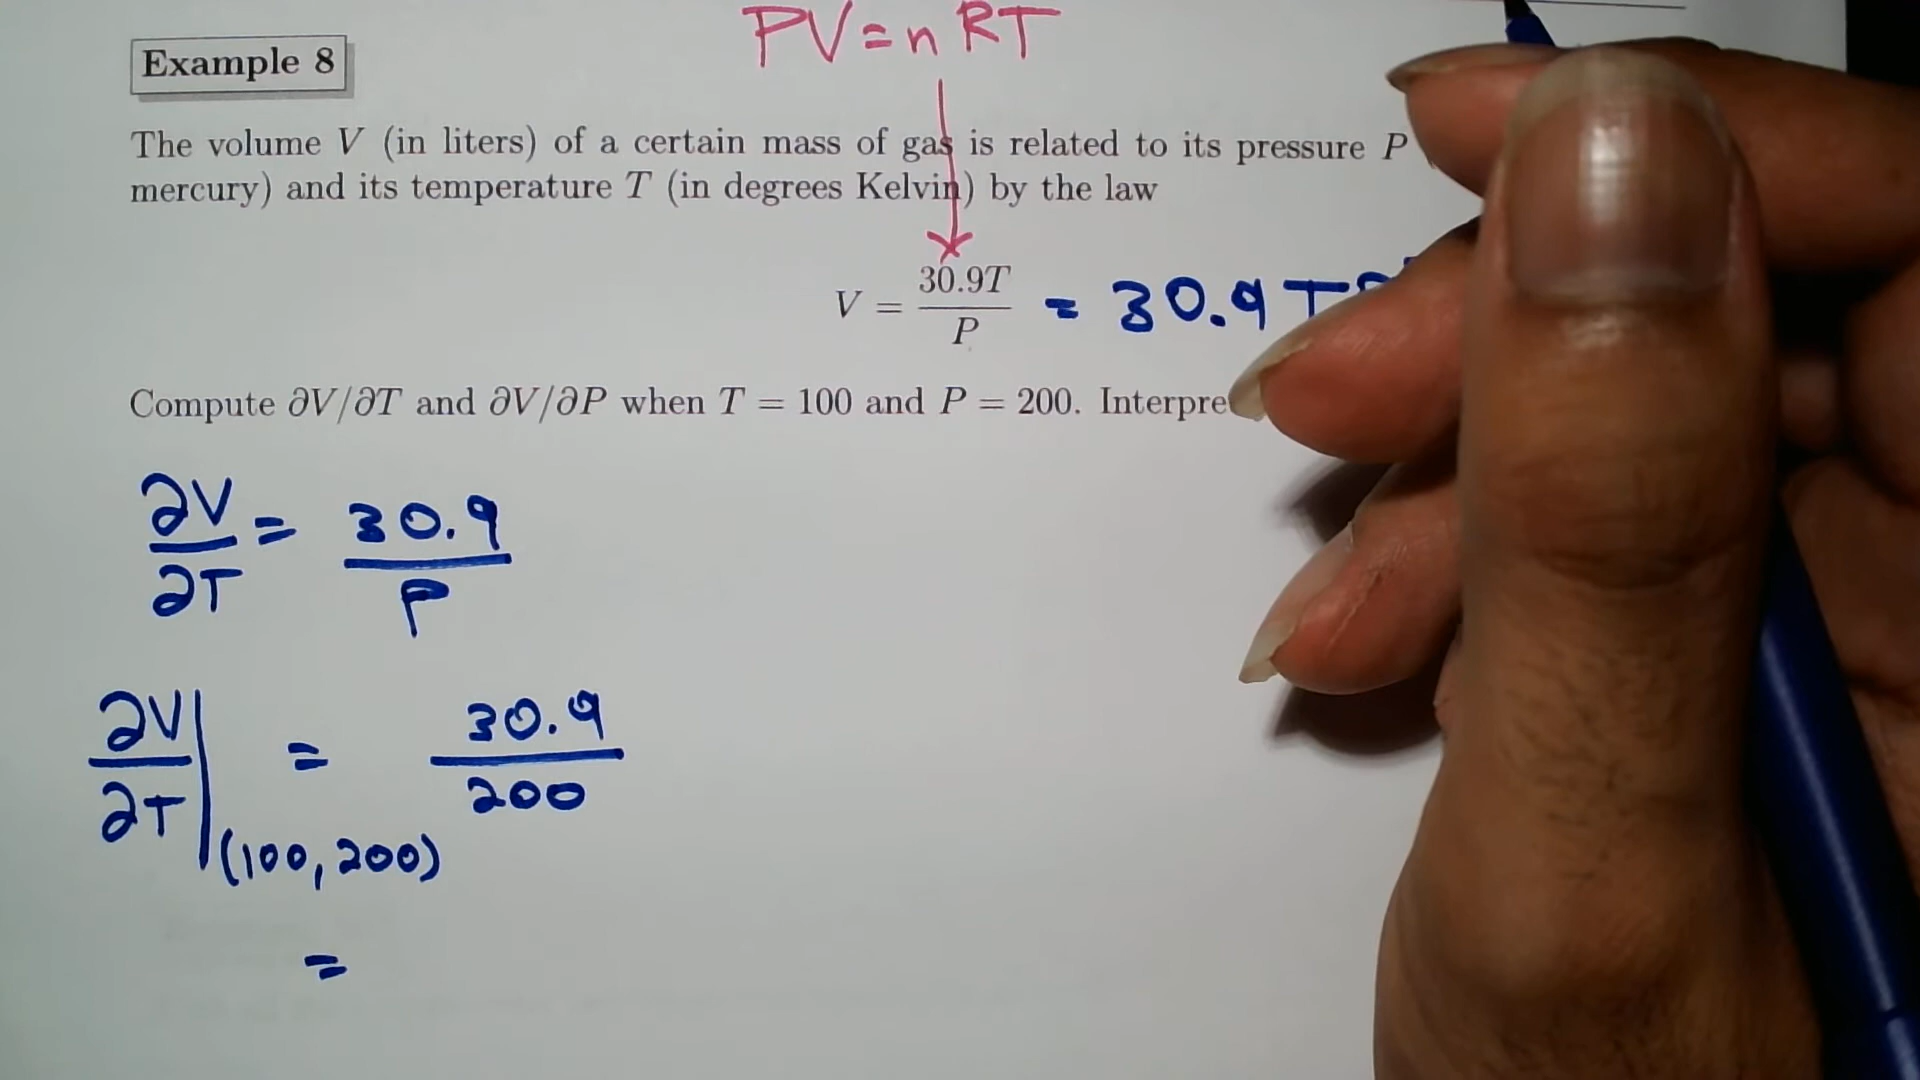 PV = nRT
Example 8
The volume V (in liters) of a certain mass of gas is related to its pressure P
mercury) and its temperature T (in degrees Kelvin) by the law
V = 30.9T / P = 30.9 T
Compute ∂V/∂T and ∂V/∂P when T = 100 and P = 200.
∂V/∂T = 30.9 / P
∂V/∂T |(100, 200) = 30.9 / 200
=